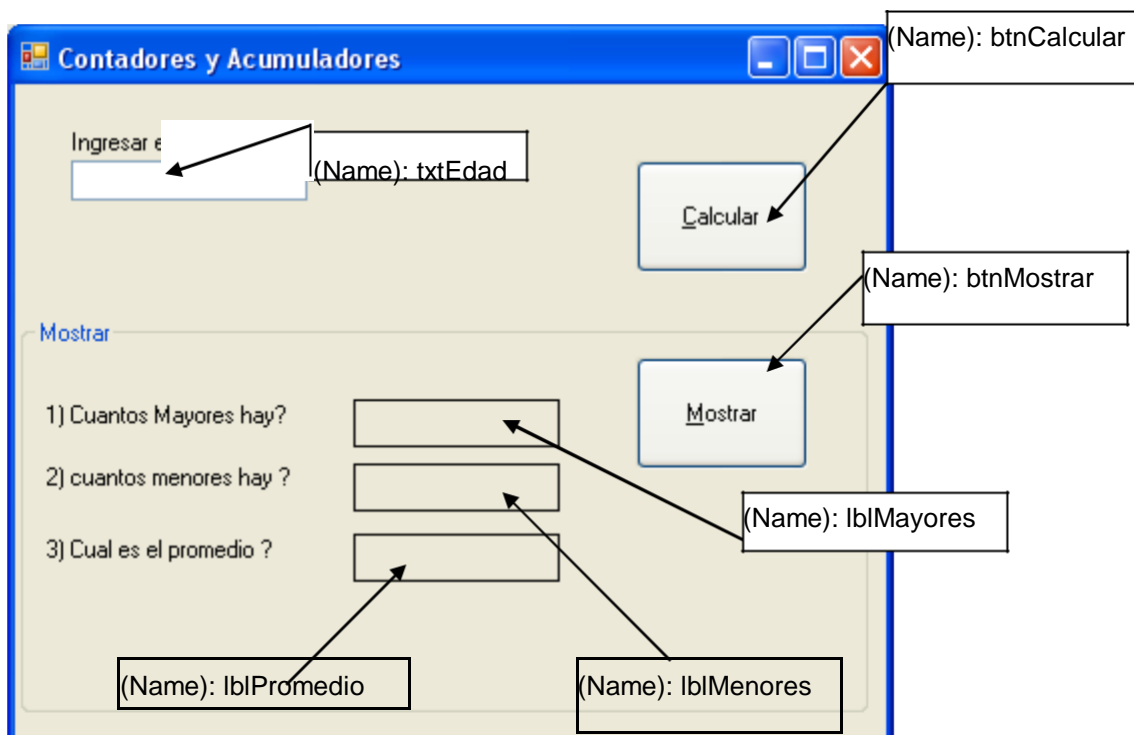 (Name): btnCalcular
Contadores y Acumuladores
Ingresar
(Name): txtEdad
Calcular
(Name): btnMostrar
Mostrar
1) Cuantos Mayores hay?
Mostrar
2) cuantos menores hay ?
(Name): lblMayores
3) Cual es el promedio ?
(Name): lblPromedio
(Name): lblMenores